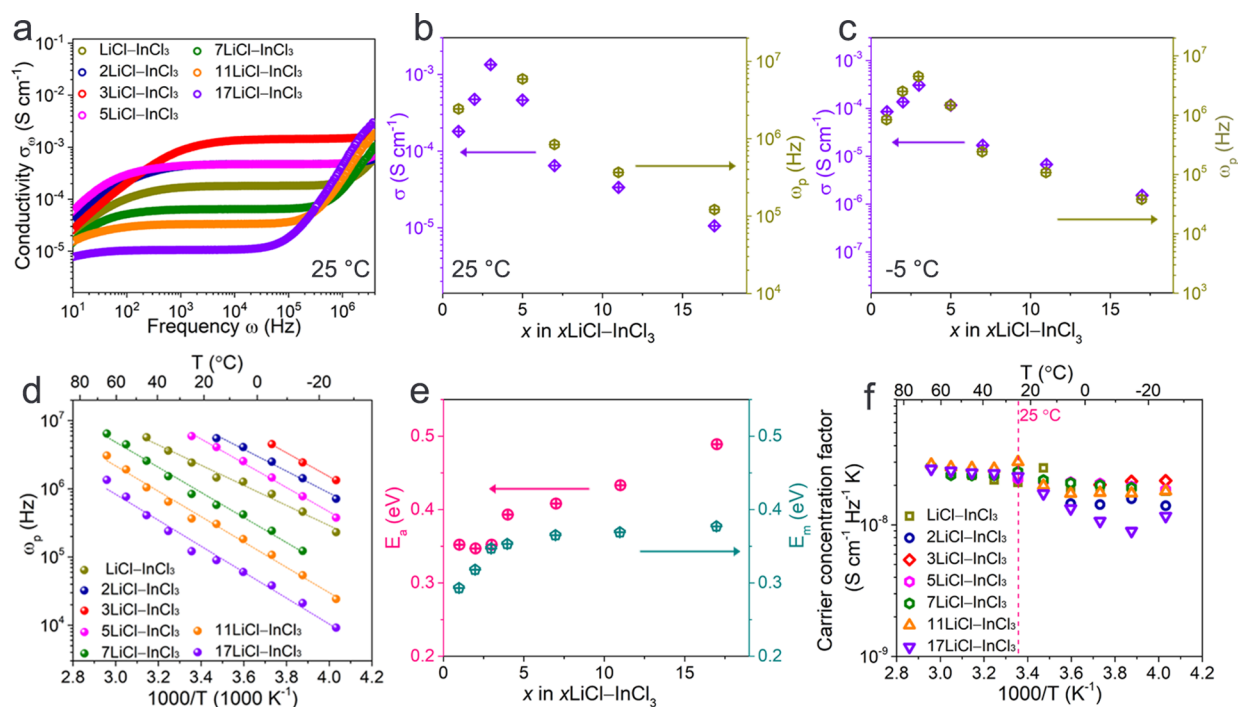 a
LiCl–InCl₃
2LiCl–InCl₃
3LiCl–InCl₃
5LiCl–InCl₃
7LiCl–InCl₃
11LiCl–InCl₃
17LiCl–InCl₃
Conductivity σω (S cm⁻¹)
10⁻¹
10⁻²
10⁻³
10⁻⁴
10⁻⁵
25 °C
10¹ 10² 10³ 10⁴ 10⁵ 10⁶
Frequency ω (Hz)
b
σ (S cm⁻¹)
10⁻³
10⁻⁴
10⁻⁵
ωp (Hz)
10⁷
10⁶
10⁵
10⁴
25 °C
0 5 10 15
x in xLiCl–InCl₃
c
σ (S cm⁻¹)
10⁻³
10⁻⁴
10⁻⁵
10⁻⁶
10⁻⁷
ωp (Hz)
10⁷
10⁶
10⁵
10⁴
10³
-5 °C
0 5 10 15
x in xLiCl–InCl₃
d
T (°C)
80 60 40 20 0 -20
ωp (Hz)
10⁷
10⁶
10⁵
10⁴
LiCl–InCl₃
2LiCl–InCl₃
3LiCl–InCl₃
5LiCl–InCl₃
7LiCl–InCl₃
11LiCl–InCl₃
17LiCl–InCl₃
2.8 3.0 3.2 3.4 3.6 3.8 4.0 4.2
1000/T (1000 K⁻¹)
e
Ea (eV)
0.5
0.4
0.3
0.2
Em (eV)
0.5
0.4
0.3
0.2
0 5 10 15
x in xLiCl–InCl₃
f
T (°C)
80 60 40 20 0 -20
25 °C
Carrier concentration factor
(S cm⁻¹ Hz⁻¹ K)
10⁻⁸
10⁻⁹
LiCl–InCl₃
2LiCl–InCl₃
3LiCl–InCl₃
5LiCl–InCl₃
7LiCl–InCl₃
11LiCl–InCl₃
17LiCl–InCl₃
2.8 3.0 3.2 3.4 3.6 3.8 4.0 4.2
1000/T (K⁻¹)